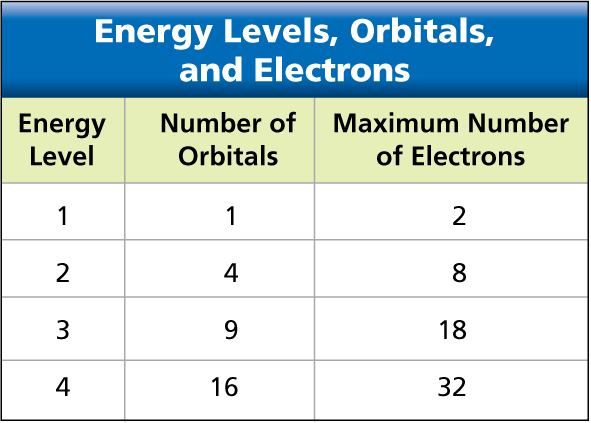 Energy Levels, Orbitals,
and Electrons
Energy
Level
Number of
Orbitals
Maximum Number
of Electrons
1 1 2
2 4 8
3 9 18
4 16 32